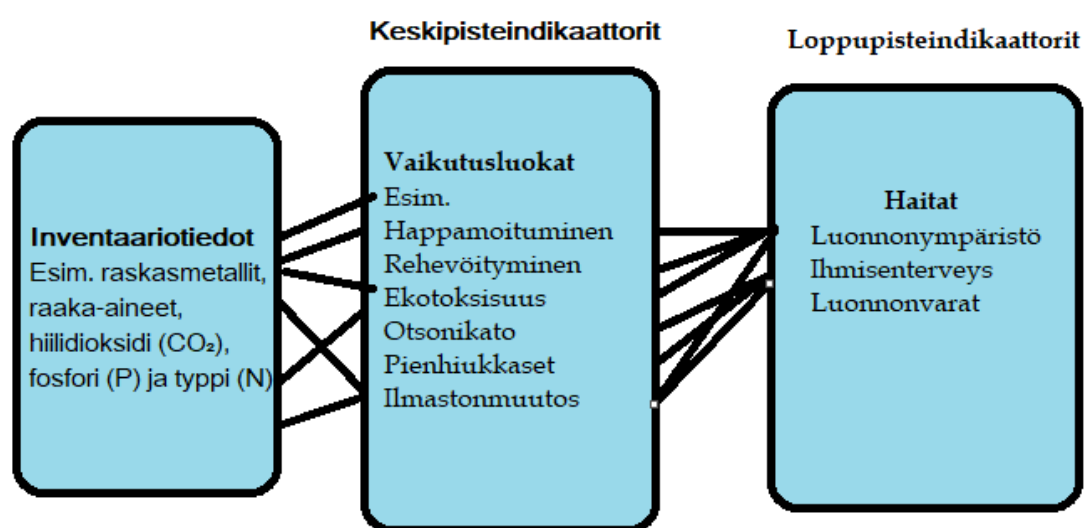 Keskipisteindikaattorit
Loppupisteindikaattorit
Inventaariotiedot
Esim. raskasmetallit,
raaka-aineet,
hiilidioksidi (CO₂),
fosfori (P) ja typpi (N)
Vaikutusluokat
Esim.
Happamoituminen
Rehevöityminen
Ekotoksisuus
Otsonikato
Pienhiukkaset
Ilmastonmuutos
Haitat
Luonnonympäristö
Ihmisenterveys
Luonnonvarat